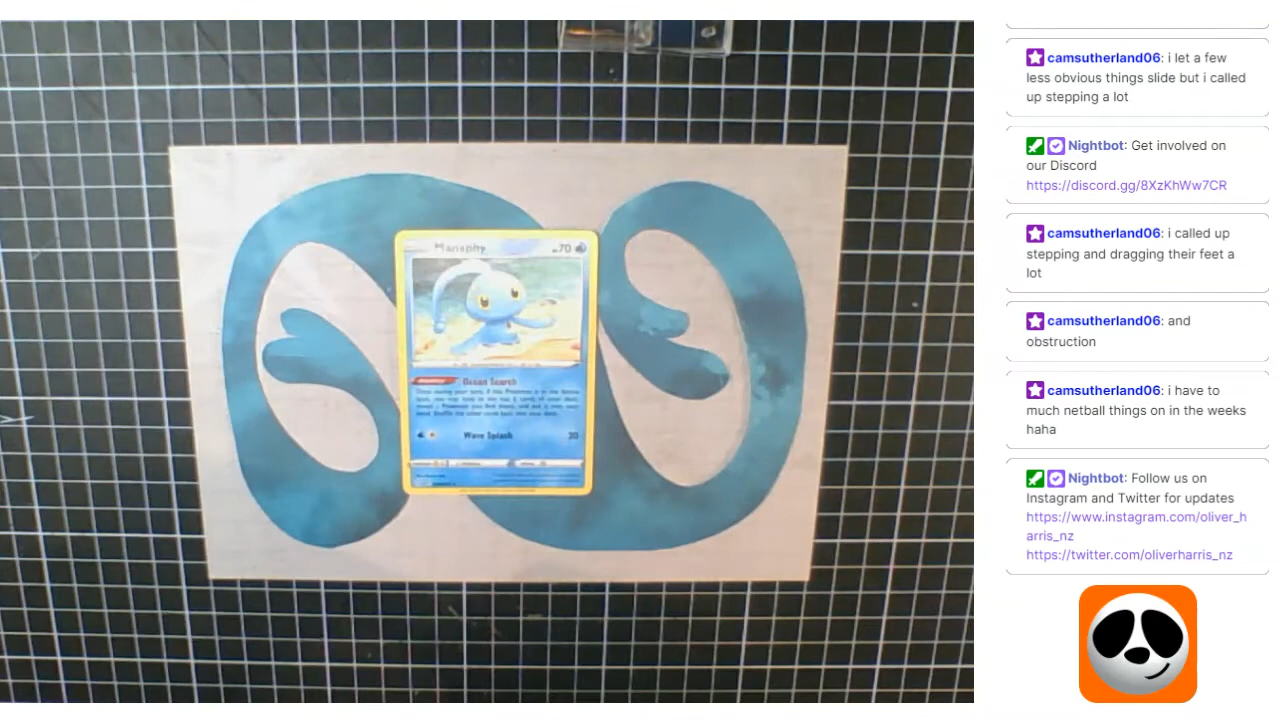 Manaphy
70
Ocean Search
Wave Splash
20
camsutherland06: i let a few
less obvious things slide but i called
up stepping a lot
Nightbot: Get involved on
our Discord
https://discord.gg/8XzKhWw7CR
camsutherland06: i called up
stepping and dragging their feet a
lot
camsutherland06: and
obstruction
camsutherland06: i have to
much netball things on in the weeks
haha
Nightbot: Follow us on
Instagram and Twitter for updates
https://www.instagram.com/oliver_h
arris_nz
https://twitter.com/oliverharris_nz